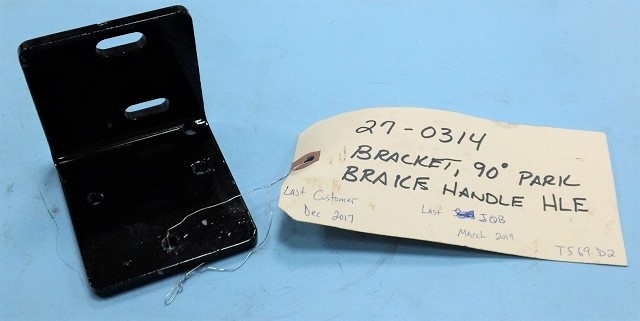 27-0314
BRACKET, 90° PARK
BRAKE HANDLE HLE
Last Customer
Dec 2017
Last JOB
March 2019
T569 D2